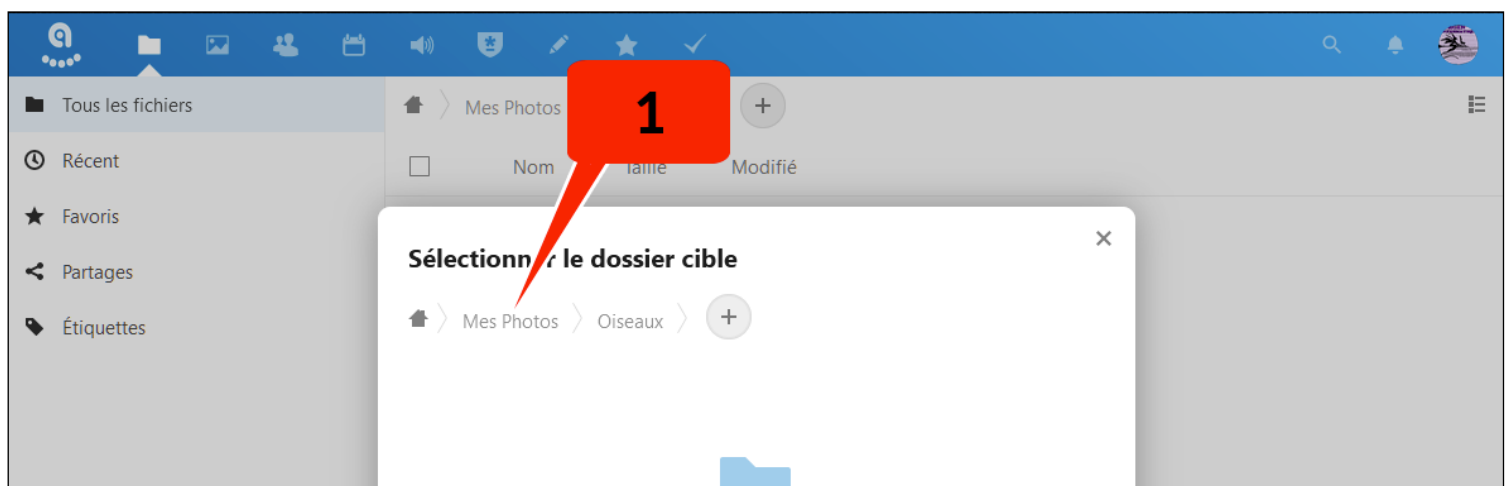 Tous les fichiers
Récent
Favoris
Partages
Étiquettes
Mes Photos
1
+
Nom Modifié
Sélectionner le dossier cible
Mes Photos Oiseaux +